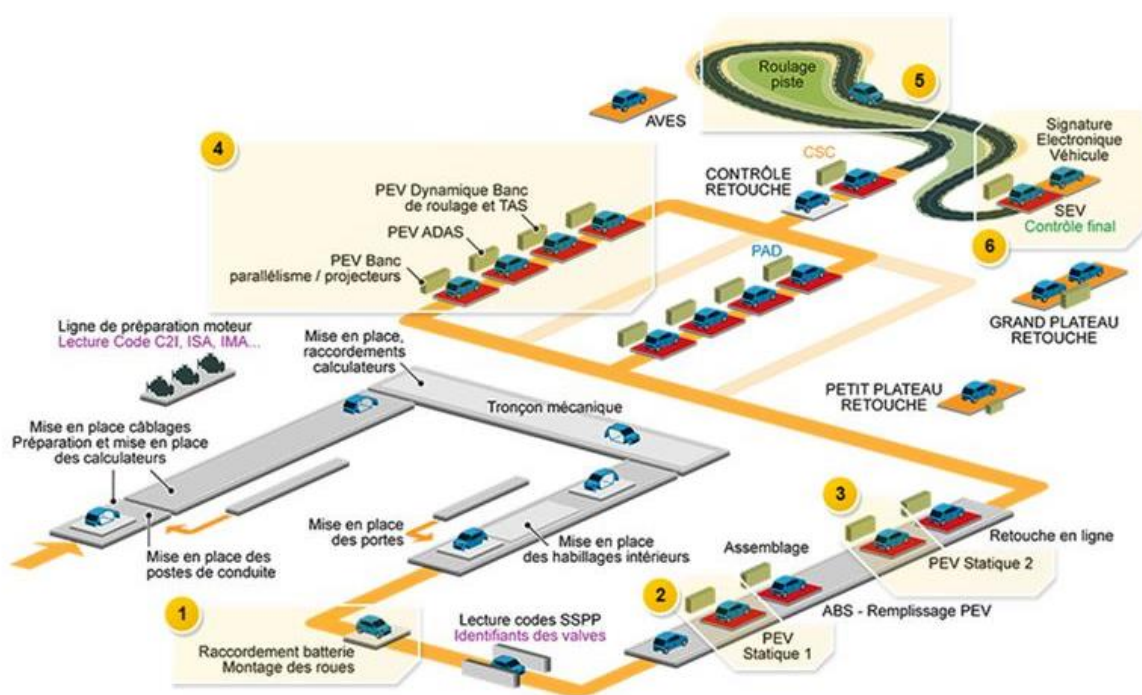 Roulage
piste
5
AVES
Signature
Electronique
Véhicule
4
CSC
CONTRÔLE
RETOUCHE
PEV Dynamique Banc
de roulage et TAS
SEV
Contrôle final
PEV ADAS
6
PAD
PEV Banc
parallélisme / projecteurs
GRAND PLATEAU
RETOUCHE
Ligne de préparation moteur
Lecture Code C2I, ISA, IMA...
Mise en place,
raccordements
calculateurs
PETIT PLATEAU
RETOUCHE
Tronçon mécanique
Mise en place câblages
Préparation et mise en place
des calculateurs
3
Mise en place
des portes
Mise en place
des habillages intérieurs
Retouche en ligne
Mise en place des
postes de conduite
Assemblage
PEV Statique 2
2
ABS - Remplissage PEV
1
Lecture codes SSPP
Identifiants des valves
PEV
Statique 1
Raccordement batterie
Montage des roues